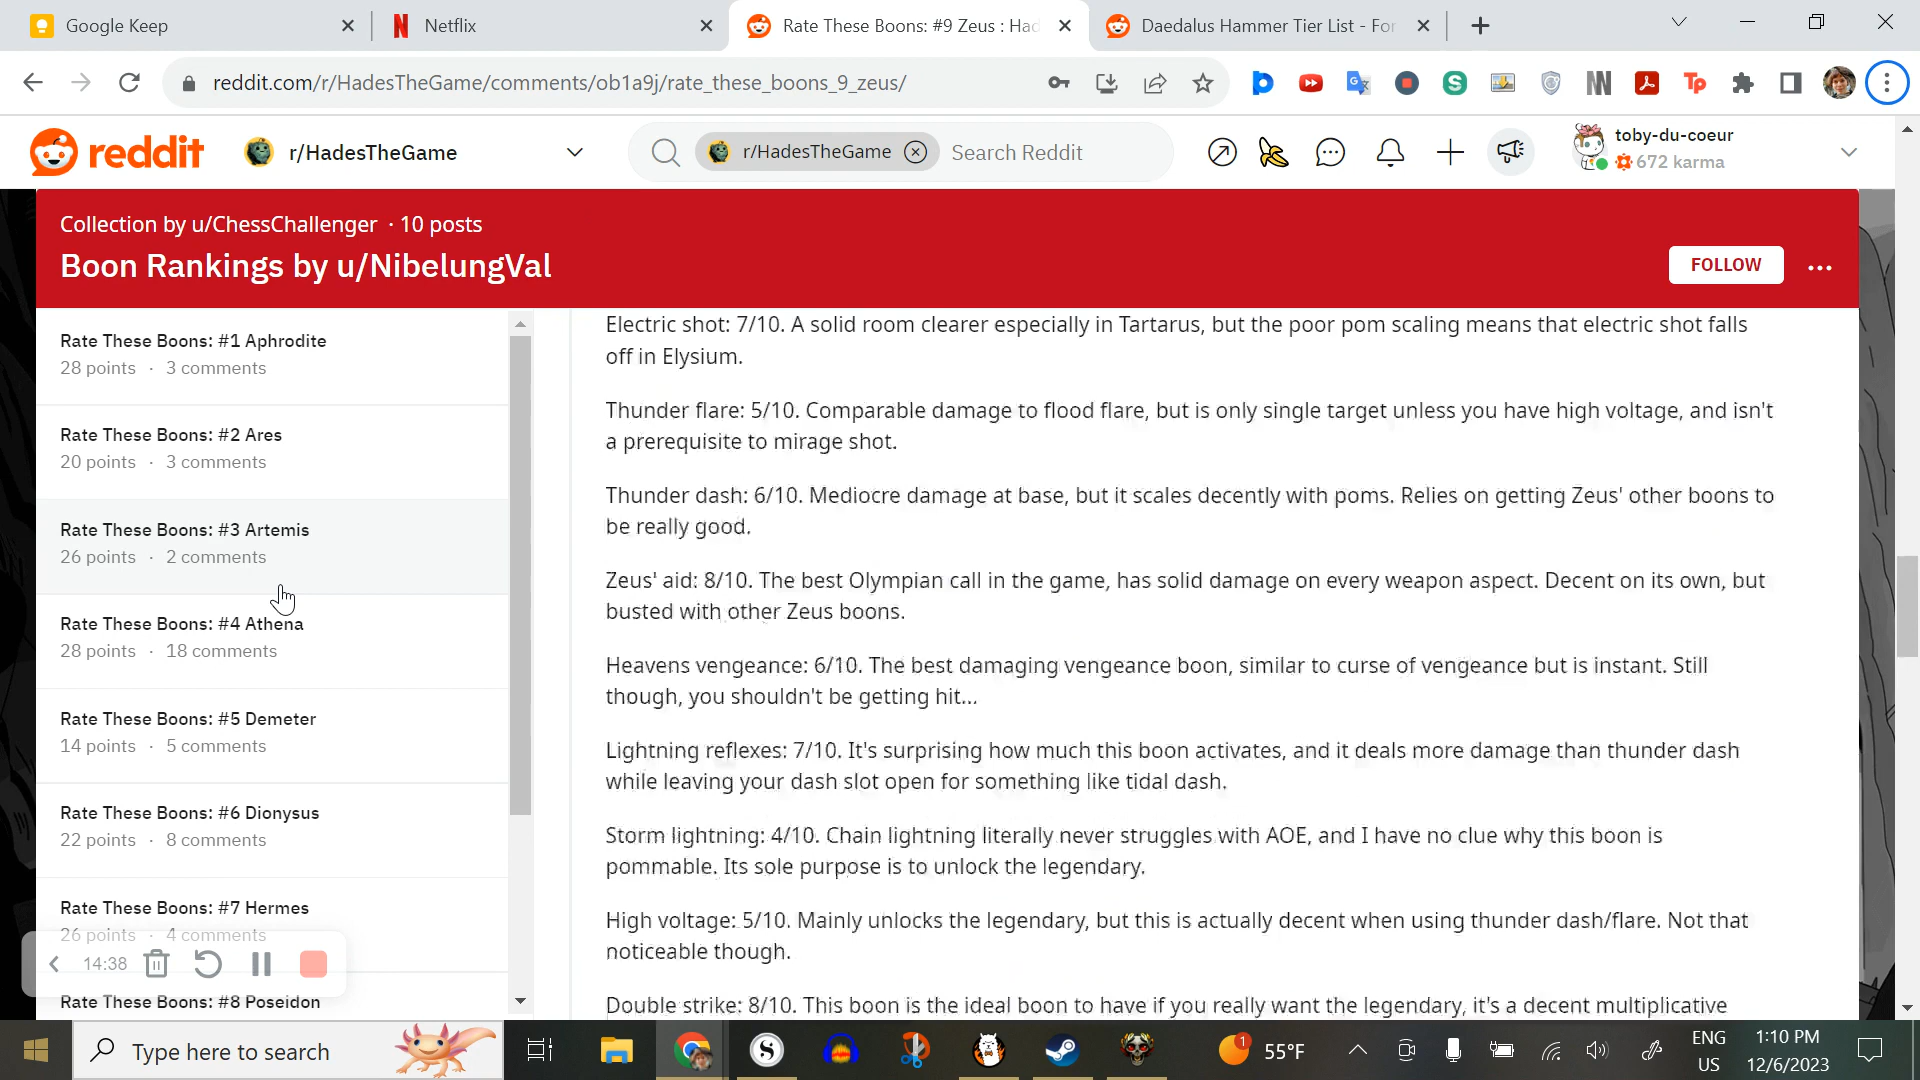 Google Keep
Netflix
Rate These Boons: #9 Zeus : Had
Daedalus Hammer Tier List - For
reddit.com/r/HadesTheGame/comments/ob1a9j/rate_these_boons_9_zeus/
reddit
r/HadesTheGame
r/HadesTheGame
Search Reddit
toby-du-coeur
672 karma
Collection by u/ChessChallenger · 10 posts
Boon Rankings by u/NibelungVal
FOLLOW
Rate These Boons: #1 Aphrodite
28 points · 3 comments
Rate These Boons: #2 Ares
20 points · 3 comments
Rate These Boons: #3 Artemis
26 points · 2 comments
Rate These Boons: #4 Athena
28 points · 18 comments
Rate These Boons: #5 Demeter
14 points · 5 comments
Rate These Boons: #6 Dionysus
22 points · 8 comments
Rate These Boons: #7 Hermes
26 points · 4 comments
Rate These Boons: #8 Poseidon
Electric shot: 7/10. A solid room clearer especially in Tartarus, but the poor pom scaling means that electric shot falls
off in Elysium.
Thunder flare: 5/10. Comparable damage to flood flare, but is only single target unless you have high voltage, and isn't
a prerequisite to mirage shot.
Thunder dash: 6/10. Mediocre damage at base, but it scales decently with poms. Relies on getting Zeus' other boons to
be really good.
Zeus' aid: 8/10. The best Olympian call in the game, has solid damage on every weapon aspect. Decent on its own, but
busted with other Zeus boons.
Heavens vengeance: 6/10. The best damaging vengeance boon, similar to curse of vengeance but is instant. Still
though, you shouldn't be getting hit...
Lightning reflexes: 7/10. It's surprising how much this boon activates, and it deals more damage than thunder dash
while leaving your dash slot open for something like tidal dash.
Storm lightning: 4/10. Chain lightning literally never struggles with AOE, and I have no clue why this boon is
pommable. Its sole purpose is to unlock the legendary.
High voltage: 5/10. Mainly unlocks the legendary, but this is actually decent when using thunder dash/flare. Not that
noticeable though.
Double strike: 8/10. This boon is the ideal boon to have if you really want the legendary, it's a decent multiplicative
14:38
Type here to search
1
55°F
ENG
US
1:10 PM
12/6/2023